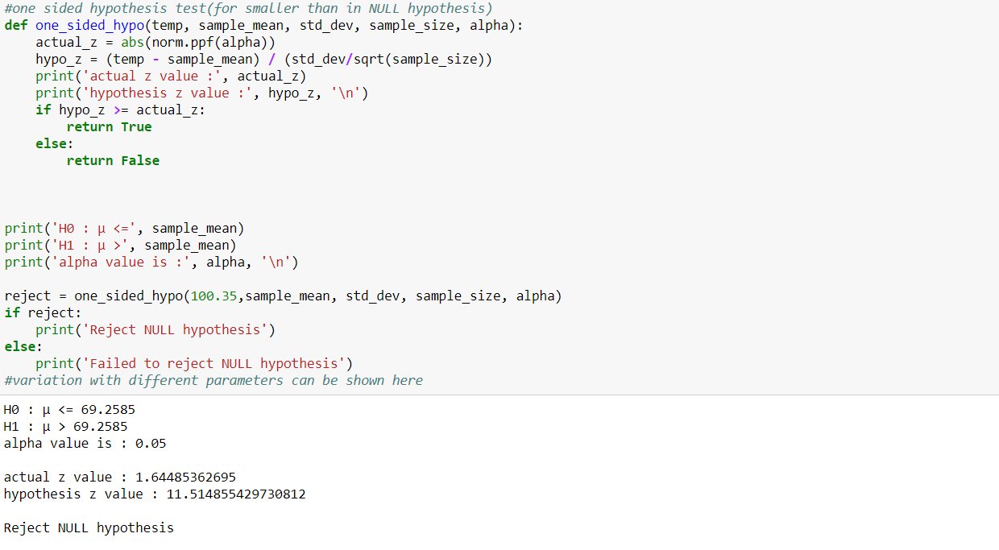 #one sided hypothesis test(for smaller than in NULL hypothesis)
def one_sided_hypo(temp, sample_mean, std_dev, sample_size, alpha):
    actual_z = abs(norm.ppf(alpha))
    hypo_z = (temp - sample_mean) / (std_dev/sqrt(sample_size))
    print('actual z value :', actual_z)
    print('hypothesis z value :', hypo_z, '\n')
    if hypo_z >= actual_z:
        return True
    else:
        return False
print('H0 : μ <=', sample_mean)
print('H1 : μ >', sample_mean)
print('alpha value is :', alpha, '\n')
reject = one_sided_hypo(100.35,sample_mean, std_dev, sample_size, alpha)
if reject:
    print('Reject NULL hypothesis')
else:
    print('Failed to reject NULL hypothesis')
#variation with different parameters can be shown here
H0 : μ <= 69.2585
H1 : μ > 69.2585
alpha value is : 0.05
actual z value : 1.64485362695
hypothesis z value : 11.514855429730812
Reject NULL hypothesis